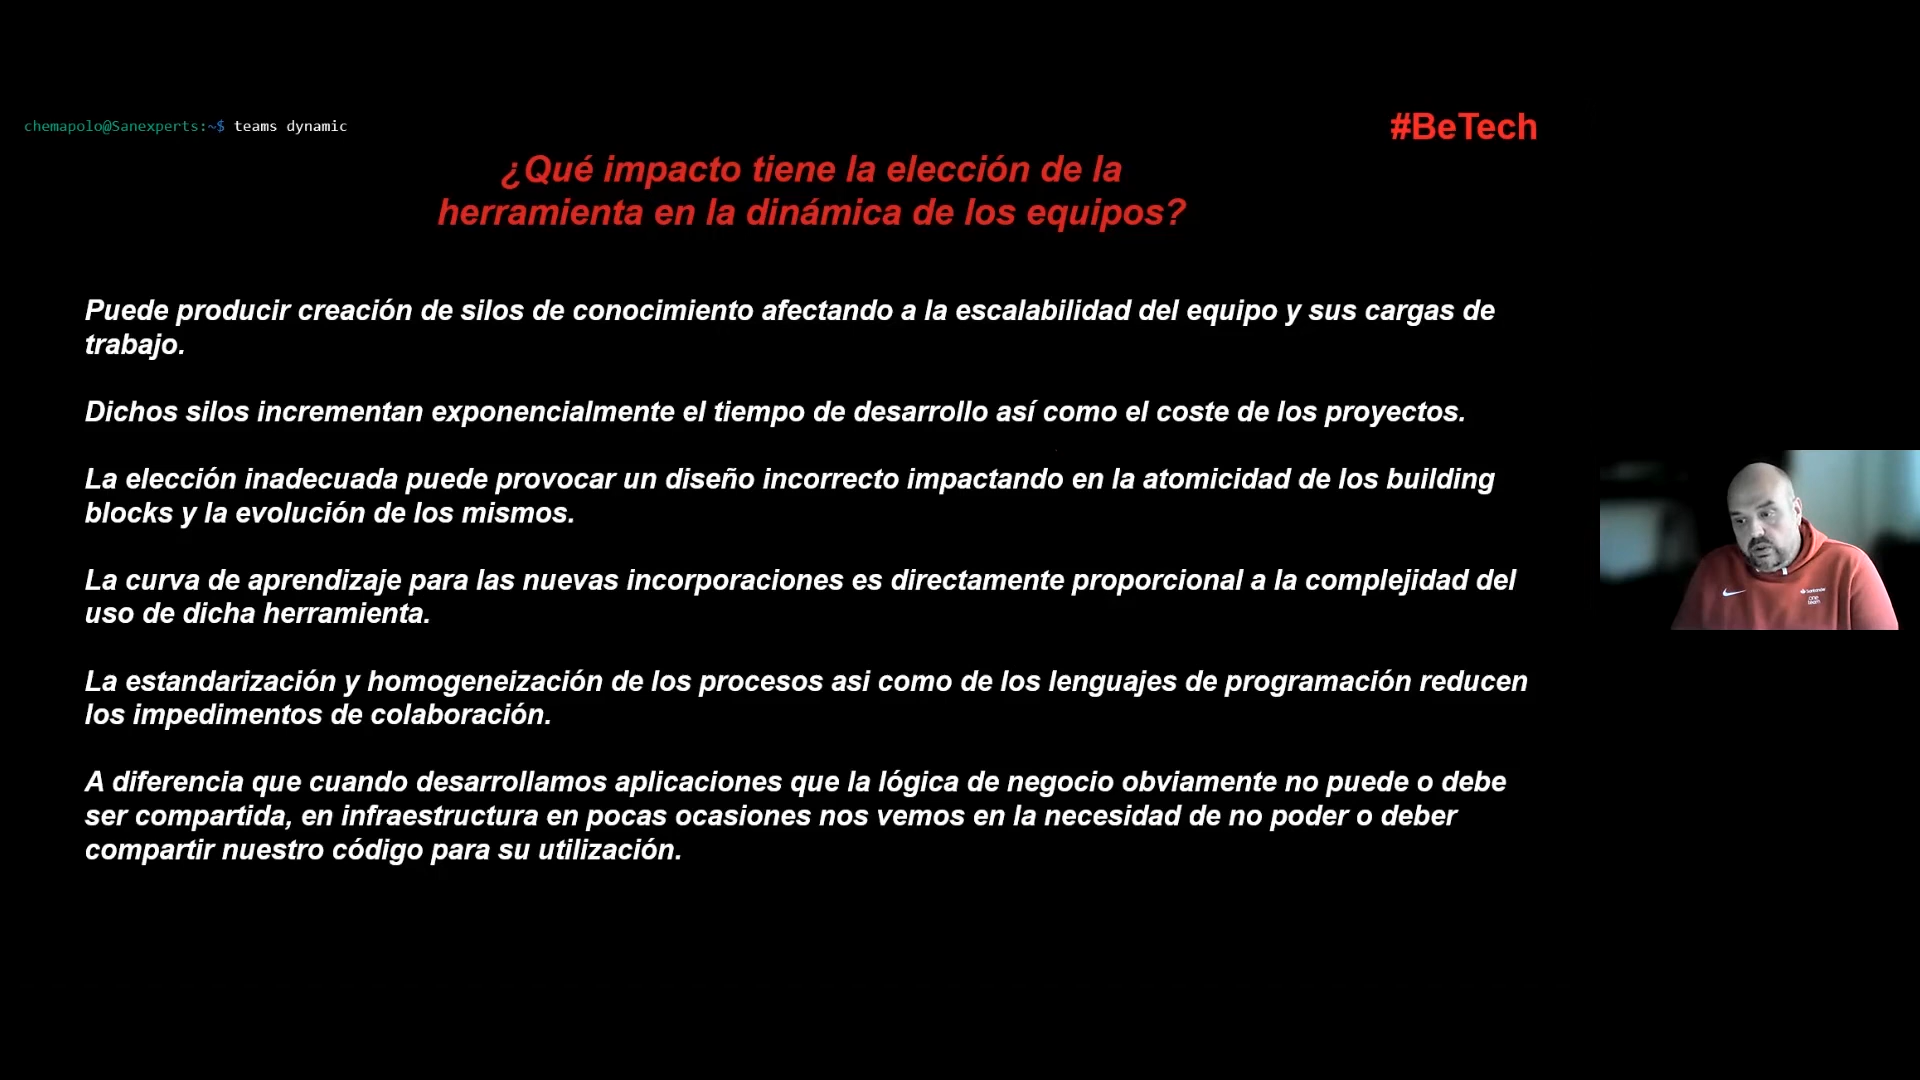 chemapolo@Sanexperts:~$ teams dynamic
#BeTech
¿Qué impacto tiene la elección de la
herramienta en la dinámica de los equipos?
Puede producir creación de silos de conocimiento afectando a la escalabilidad del equipo y sus cargas de
trabajo.
Dichos silos incrementan exponencialmente el tiempo de desarrollo así como el coste de los proyectos.
La elección inadecuada puede provocar un diseño incorrecto impactando en la atomicidad de los building
blocks y la evolución de los mismos.
La curva de aprendizaje para las nuevas incorporaciones es directamente proporcional a la complejidad del
uso de dicha herramienta.
La estandarización y homogeneización de los procesos asi como de los lenguajes de programación reducen
los impedimentos de colaboración.
A diferencia que cuando desarrollamos aplicaciones que la lógica de negocio obviamente no puede o debe
ser compartida, en infraestructura en pocas ocasiones nos vemos en la necesidad de no poder o deber
compartir nuestro código para su utilización.